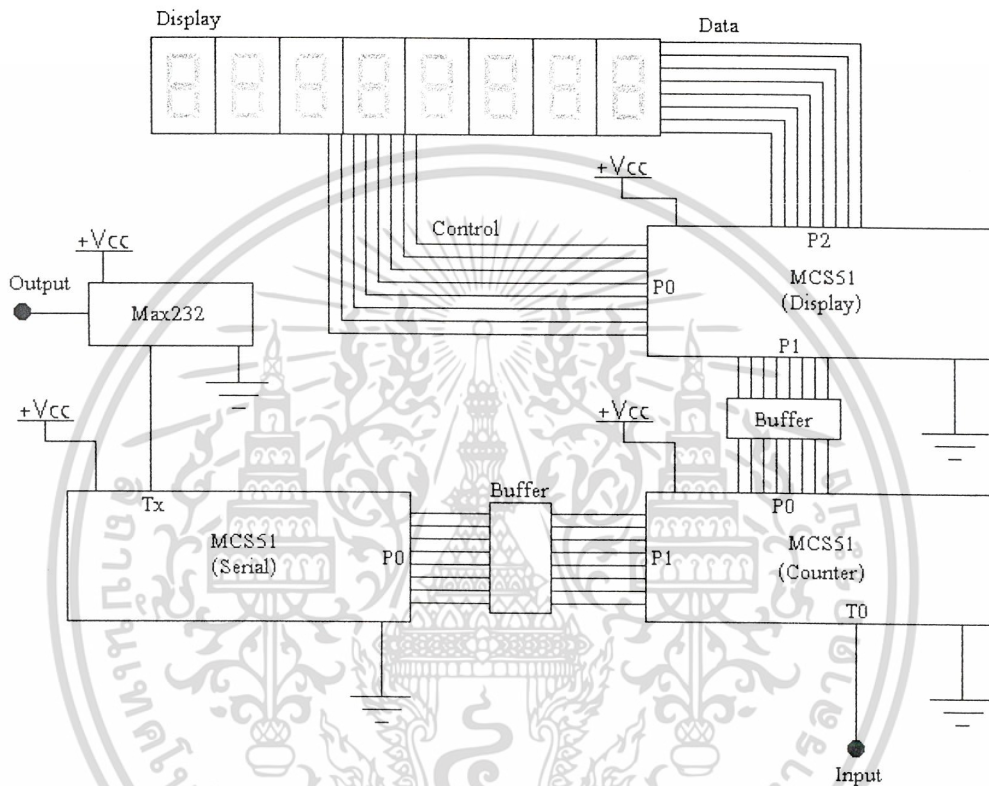 Display
Data
+Vcc
Control
+Vcc
P2
Output
Max232
P0
MCS51
(Display)
P1
+Vcc
+Vcc
Buffer
Buffer
Tx
P0
MCS51
(Serial)
P0
P1
MCS51
(Counter)
T0
Input